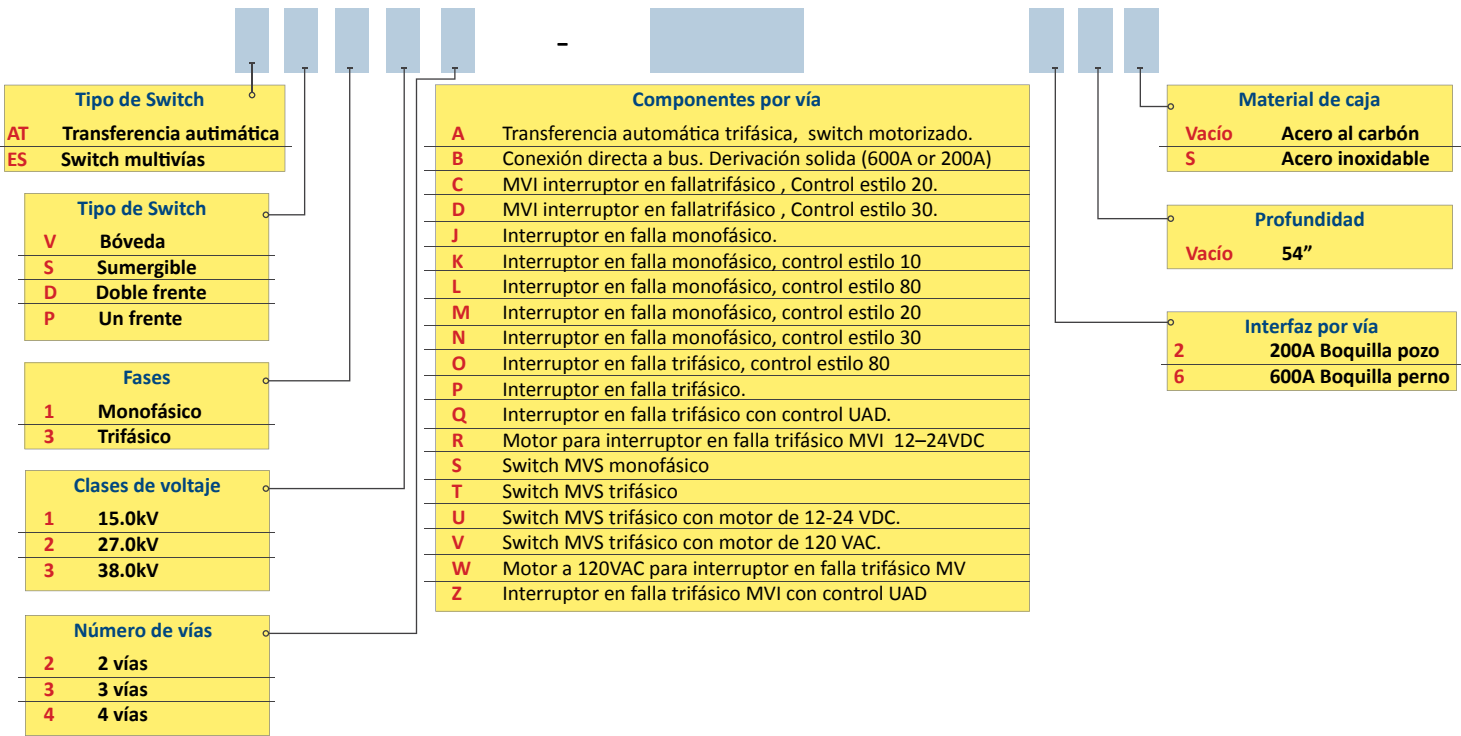 -
Tipo de Switch
AT Transferencia autimática
ES Switch multivías
Tipo de Switch
V Bóveda
S Sumergible
D Doble frente
P Un frente
Fases
1 Monofásico
3 Trifásico
Clases de voltaje
1 15.0kV
2 27.0kV
3 38.0kV
Número de vías
2 2 vías
3 3 vías
4 4 vías
Componentes por vía
A Transferencia automática trifásica, switch motorizado.
B Conexión directa a bus. Derivación solida (600A or 200A)
C MVI interruptor en fallatrifásico , Control estilo 20.
D MVI interruptor en fallatrifásico , Control estilo 30.
J Interruptor en falla monofásico.
K Interruptor en falla monofásico, control estilo 10
L Interruptor en falla monofásico, control estilo 80
M Interruptor en falla monofásico, control estilo 20
N Interruptor en falla monofásico, control estilo 30
O Interruptor en falla trifásico, control estilo 80
P Interruptor en falla trifásico.
Q Interruptor en falla trifásico con control UAD.
R Motor para interruptor en falla trifásico MVI 12–24VDC
S Switch MVS monofásico
T Switch MVS trifásico
U Switch MVS trifásico con motor de 12-24 VDC.
V Switch MVS trifásico con motor de 120 VAC.
W Motor a 120VAC para interruptor en falla trifásico MV
Z Interruptor en falla trifásico MVI con control UAD
Material de caja
Vacío Acero al carbón
S Acero inoxidable
Profundidad
Vacío 54”
Interfaz por vía
2 200A Boquilla pozo
6 600A Boquilla perno